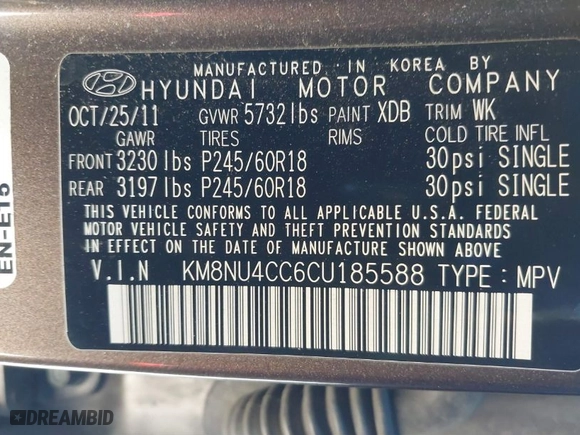 MANUFACTURED IN KOREA BY
HYUNDAI MOTOR COMPANY
OCT/25/11 GVWR 5732lbs PAINT XDB TRIM WK
GAWR TIRES RIMS COLD TIRE INFL
FRONT 3230lbs P245/60R18 30psi SINGLE
REAR 3197lbs P245/60R18 30psi SINGLE
THIS VEHICLE CONFORMS TO ALL APPLICABLE U.S.A. FEDERAL
MOTOR VEHICLE SAFETY AND THEFT PREVENTION STANDARDS
IN EFFECT ON THE DATE OF MANUFACTURE SHOWN ABOVE.
V.I.N KM8NU4CC6CU185588 TYPE : MPV
EN-E15
DREAMBID